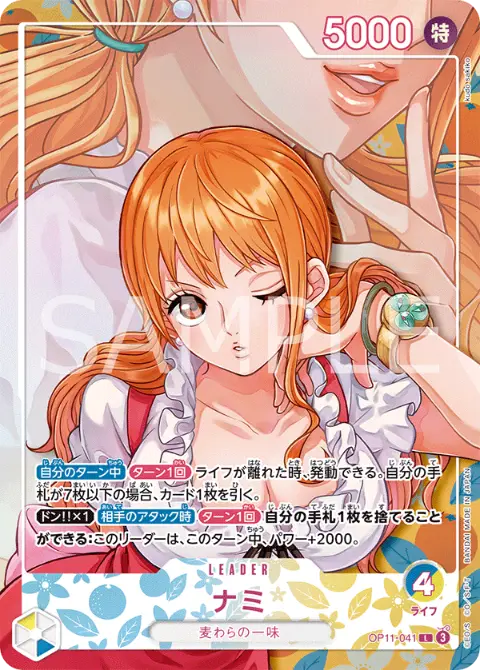 5000 特
kudo sakiko
SAMPLE
自分のターン中 ターン1回 ライフが離れた時、発動できる。自分の手
札が7枚以下の場合、カード1枚を引く。
ドン!!×1 相手のアタック時 ターン1回 自分の手札1枚を捨てること
ができる:このリーダーは、このターン中、パワー+2000。
LEADER
ナミ
麦わらの一味
4
ライフ
OP11-041 L 3
BANDAI MADE IN JAPAN